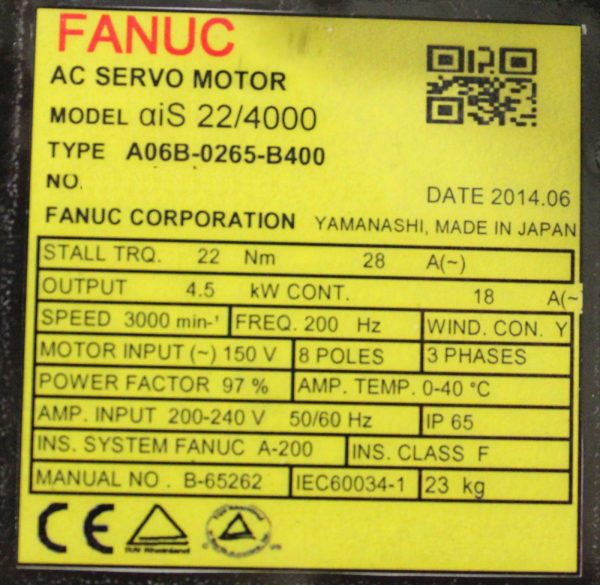 FANUC
AC SERVO MOTOR
MODEL αiS 22/4000
TYPE A06B-0265-B400
NO.
DATE 2014.06
FANUC CORPORATION YAMANASHI, MADE IN JAPAN
STALL TRQ. 22 Nm 28 A(~)
OUTPUT 4.5 kW CONT. 18 A(~
SPEED 3000 min-¹ FREQ. 200 Hz WIND. CON. Y
MOTOR INPUT (~) 150 V 8 POLES 3 PHASES
POWER FACTOR 97 % AMP. TEMP. 0-40 °C
AMP. INPUT 200-240 V 50/60 Hz IP 65
INS. SYSTEM FANUC A-200 INS. CLASS F
MANUAL NO. B-65262 IEC60034-1 23 kg
CE
TUV Rheinland